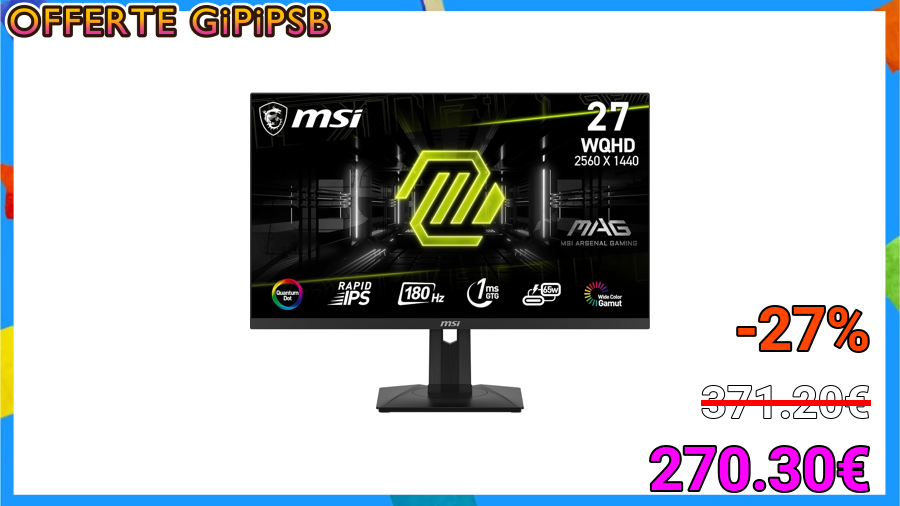 OFFERTE GiPiPSB
msi
27
WQHD
2560 X 1440
MAG
MSI ARSENAL GAMING
Quantum Dot
RAPID IPS
180Hz
1ms GTG
65W
Wide Color Gamut
msi
-27%
371.20€
270.30€